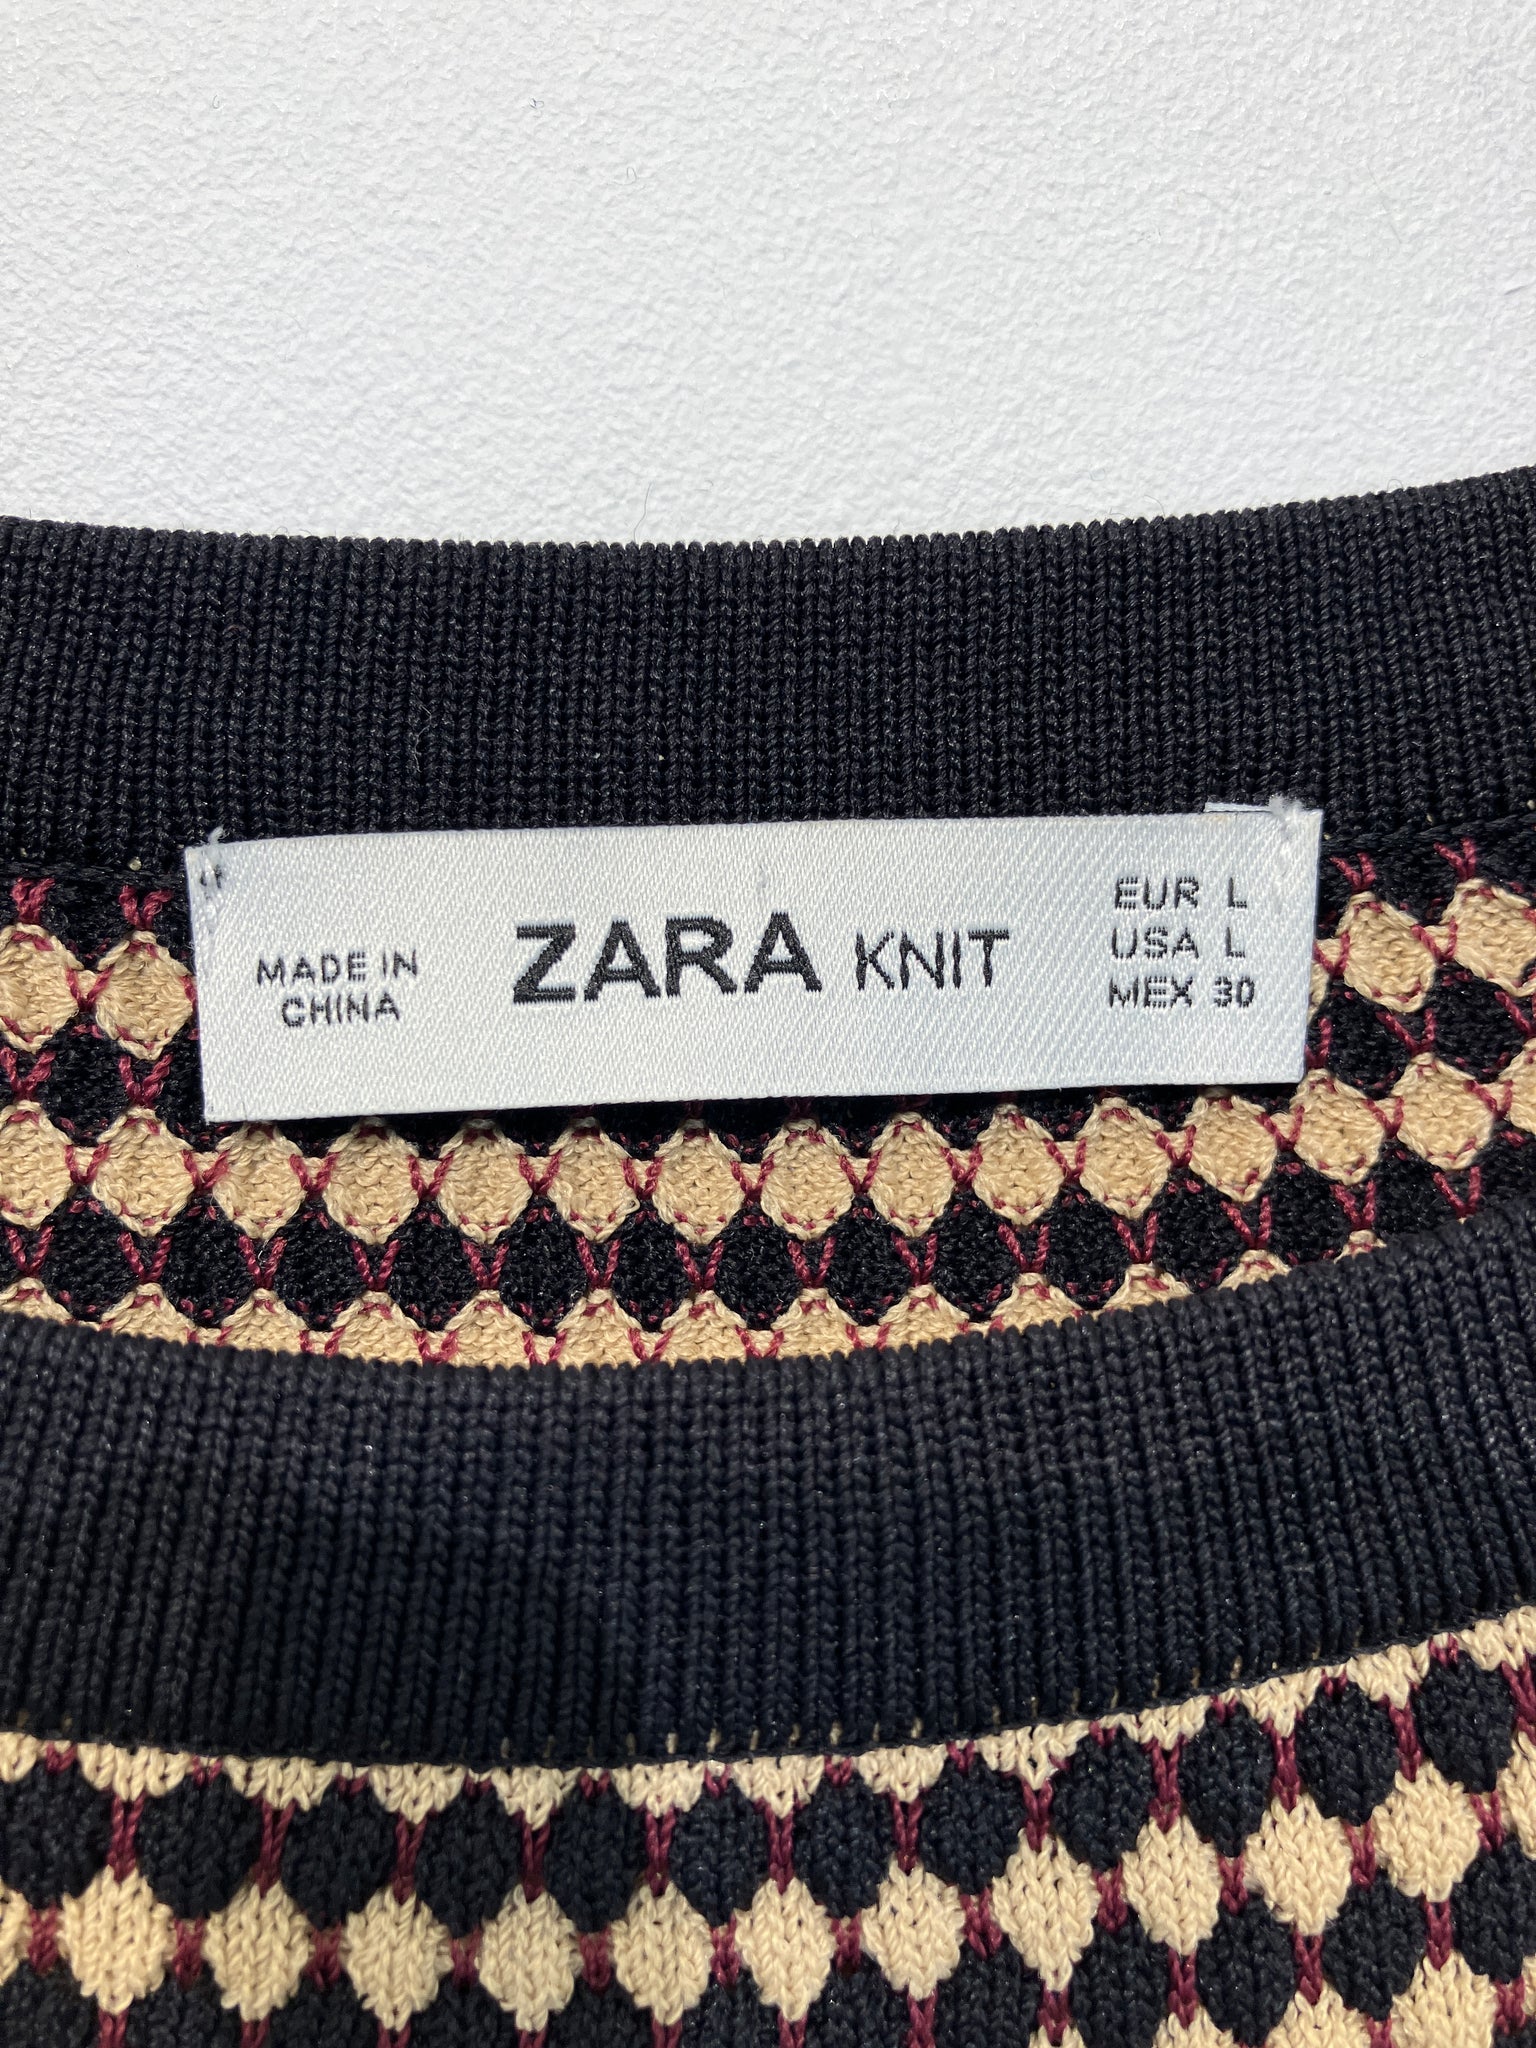 MADE IN
CHINA
ZARA KNIT
EUR L
USA L
MEX 30